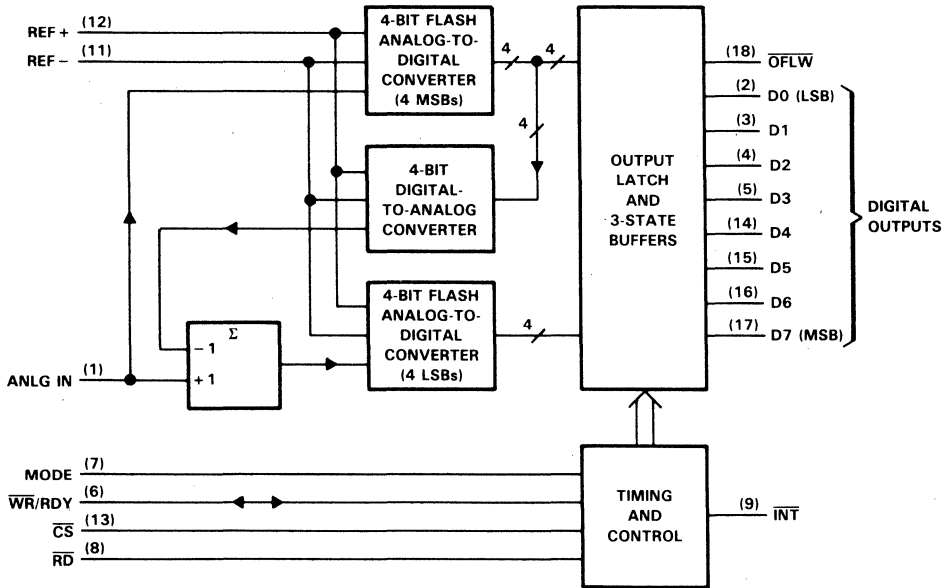 REF+ (12)
REF- (11)
4-BIT FLASH
ANALOG-TO-
DIGITAL
CONVERTER
(4 MSBs)
4
4
4
4-BIT
DIGITAL-
TO-ANALOG
CONVERTER
4-BIT FLASH
ANALOG-TO-
DIGITAL
CONVERTER
(4 LSBs)
4
Σ
-1
+1
ANLG IN (1)
OUTPUT
LATCH
AND
3-STATE
BUFFERS
(18) OFLW
(2) D0 (LSB)
(3) D1
(4) D2
(5) D3
(14) D4
(15) D5
(16) D6
(17) D7 (MSB)
DIGITAL
OUTPUTS
MODE (7)
WR/RDY (6)
CS (13)
RD (8)
TIMING
AND
CONTROL
(9) INT